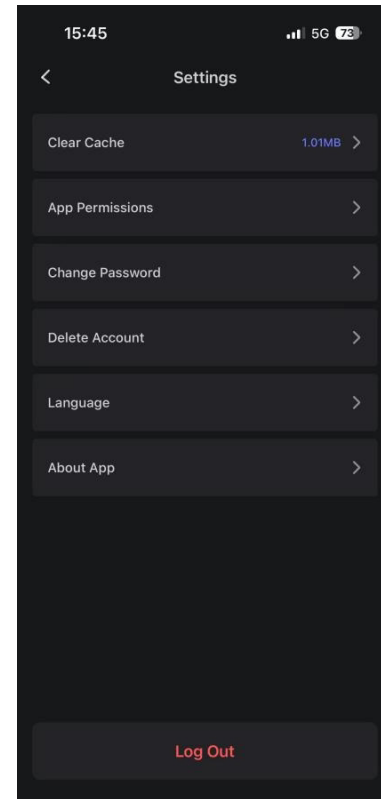 15:45
5G 73
Settings
Clear Cache 1.01MB
App Permissions
Change Password
Delete Account
Language
About App
Log Out